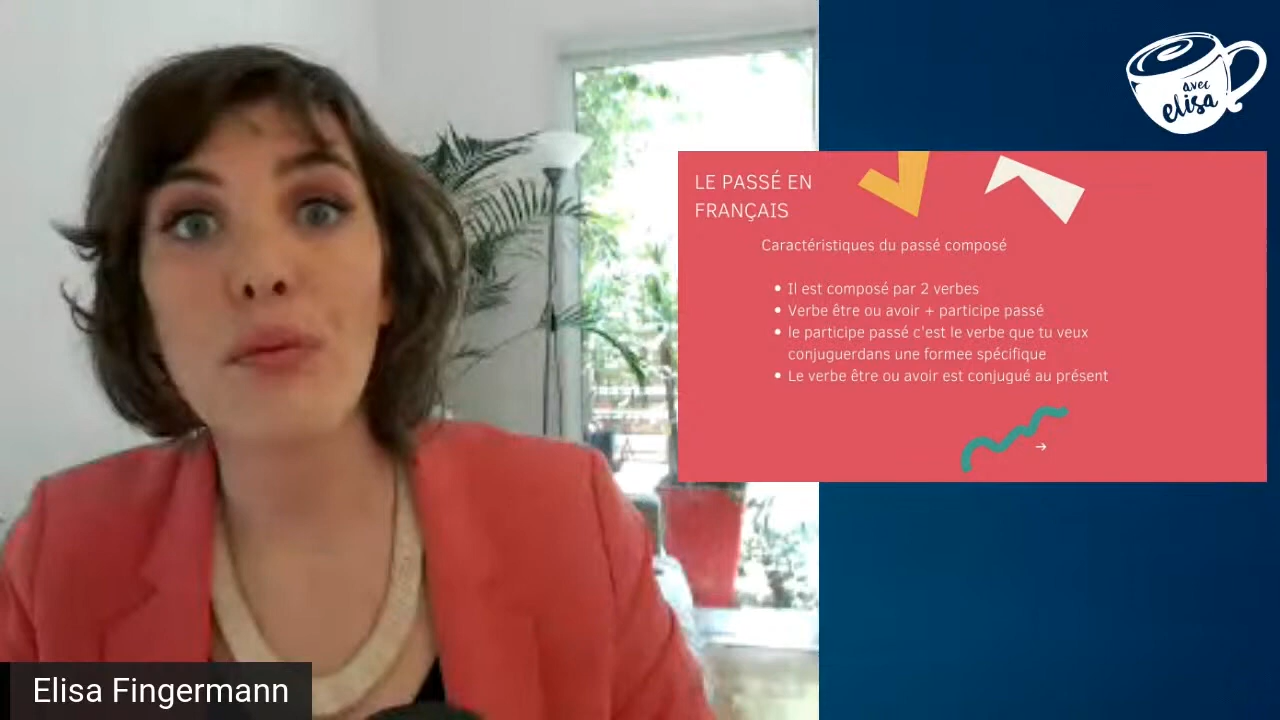 avec
elisa
LE PASSÉ EN
FRANÇAIS
Caractéristiques du passé composé
• Il est composé par 2 verbes
• Verbe être ou avoir + participe passé
• le participe passé c'est le verbe que tu veux
conjuguerdans une formee spécifique
• Le verbe être ou avoir est conjugué au présent
Elisa Fingermann